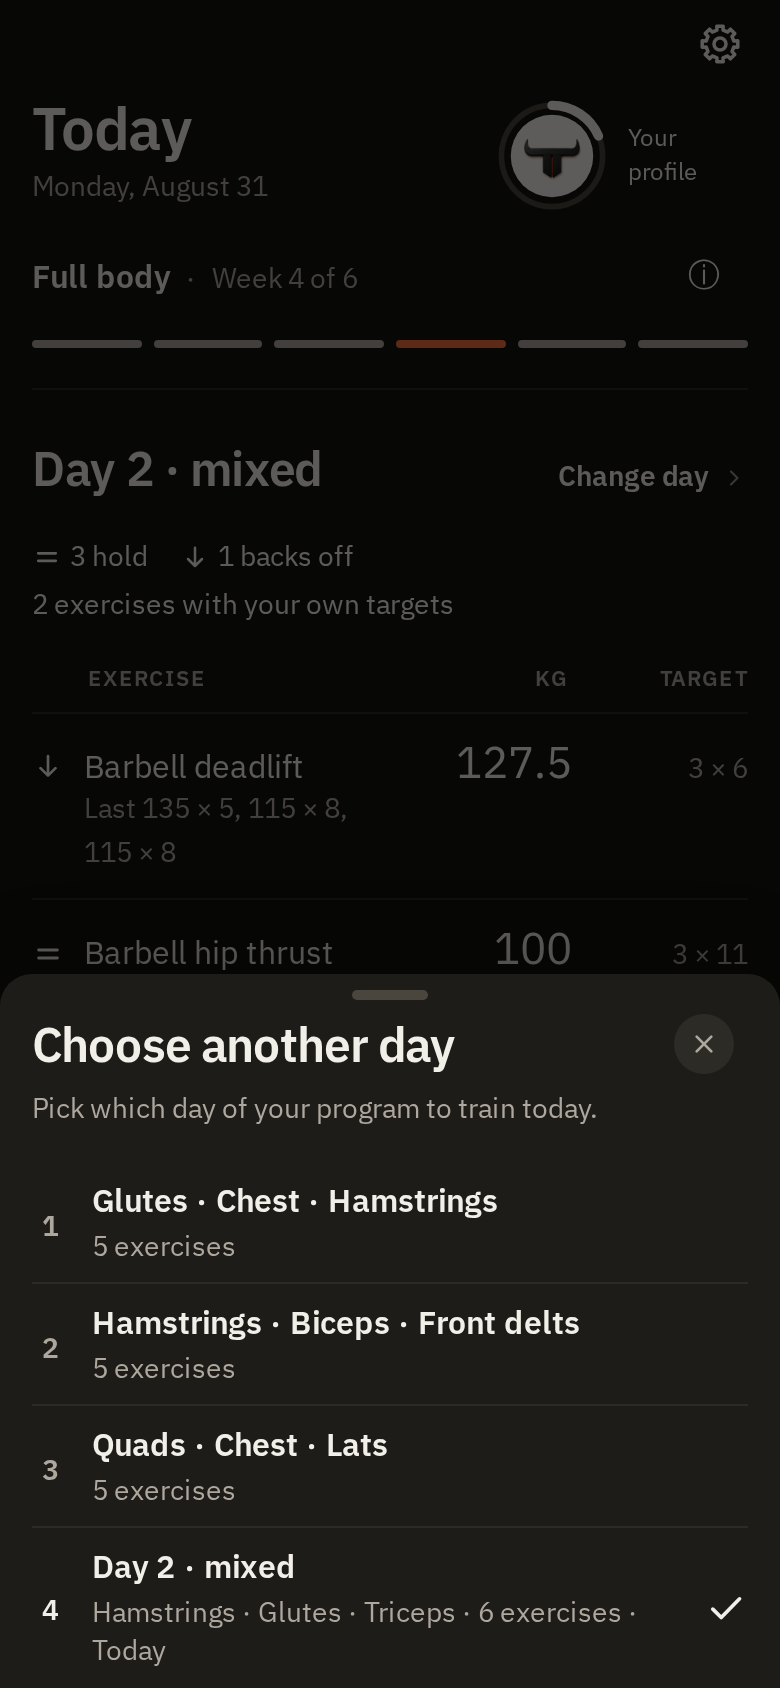 Today
Monday, August 31
Your
profile
Full body · Week 4 of 6
Day 2 · mixed
Change day
3 hold 1 backs off
2 exercises with your own targets
EXERCISE KG TARGET
Barbell deadlift 127.5 3 × 6
Last 135 × 5, 115 × 8,
115 × 8
Barbell hip thrust 100 3 × 11
Choose another day
Pick which day of your program to train today.
Glutes · Chest · Hamstrings
1
5 exercises
Hamstrings · Biceps · Front delts
2
5 exercises
Quads · Chest · Lats
3
5 exercises
Day 2 · mixed
4
Hamstrings · Glutes · Triceps · 6 exercises ·
Today